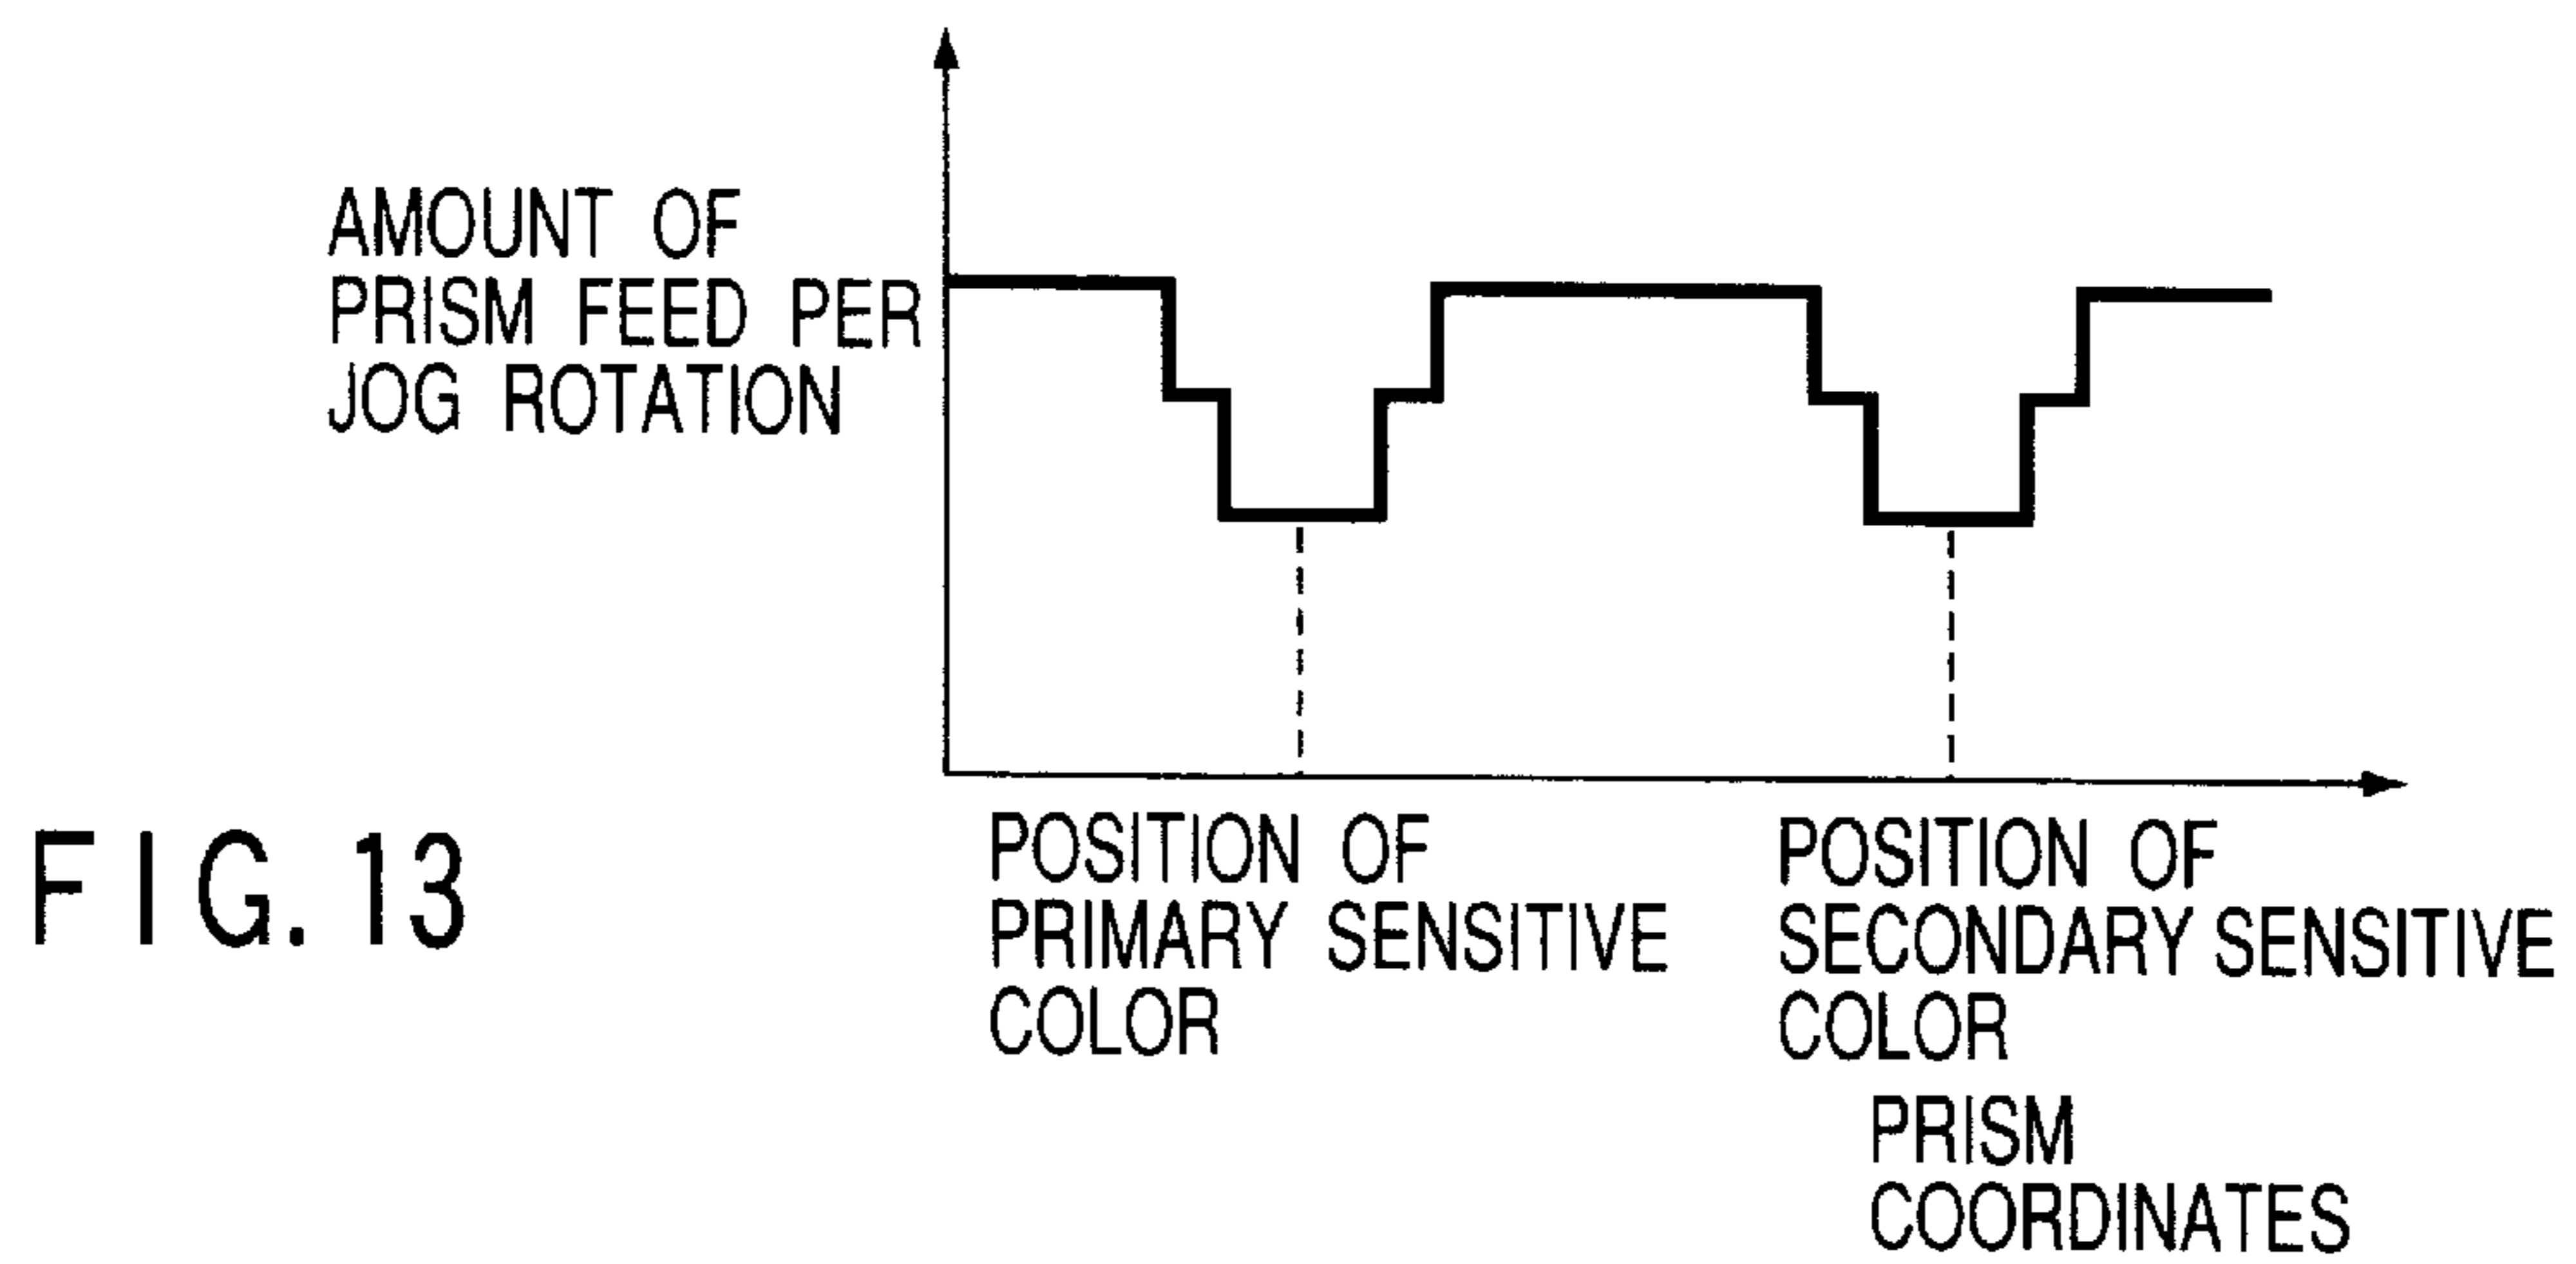 AMOUNT OF
PRISM FEED PER
JOG ROTATION
POSITION OF
PRIMARY SENSITIVE
COLOR
POSITION OF
SECONDARY SENSITIVE
COLOR
PRISM
COORDINATES
FIG.13